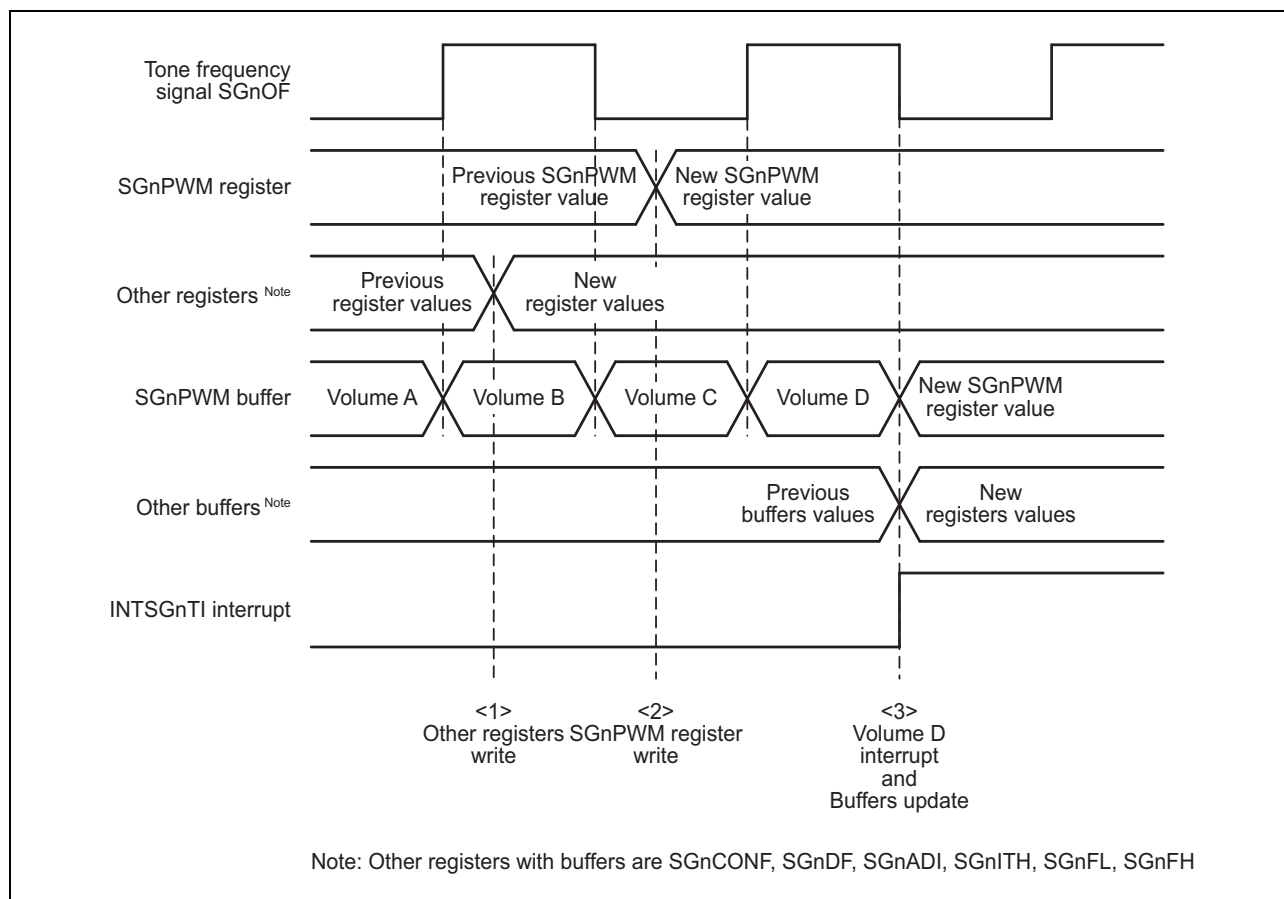 Tone frequency
signal SGnOF
SGnPWM register
Previous SGnPWM
register value
New SGnPWM
register value
Other registers Note
Previous
register values
New
register values
SGnPWM buffer
Volume A
Volume B
Volume C
Volume D
New SGnPWM
register value
Other buffers Note
Previous
buffers values
New
registers values
INTSGnTI interrupt
<1>
Other registers
write
<2>
SGnPWM register
write
<3>
Volume D
interrupt
and
Buffers update
Note: Other registers with buffers are SGnCONF, SGnDF, SGnADI, SGnITH, SGnFL, SGnFH